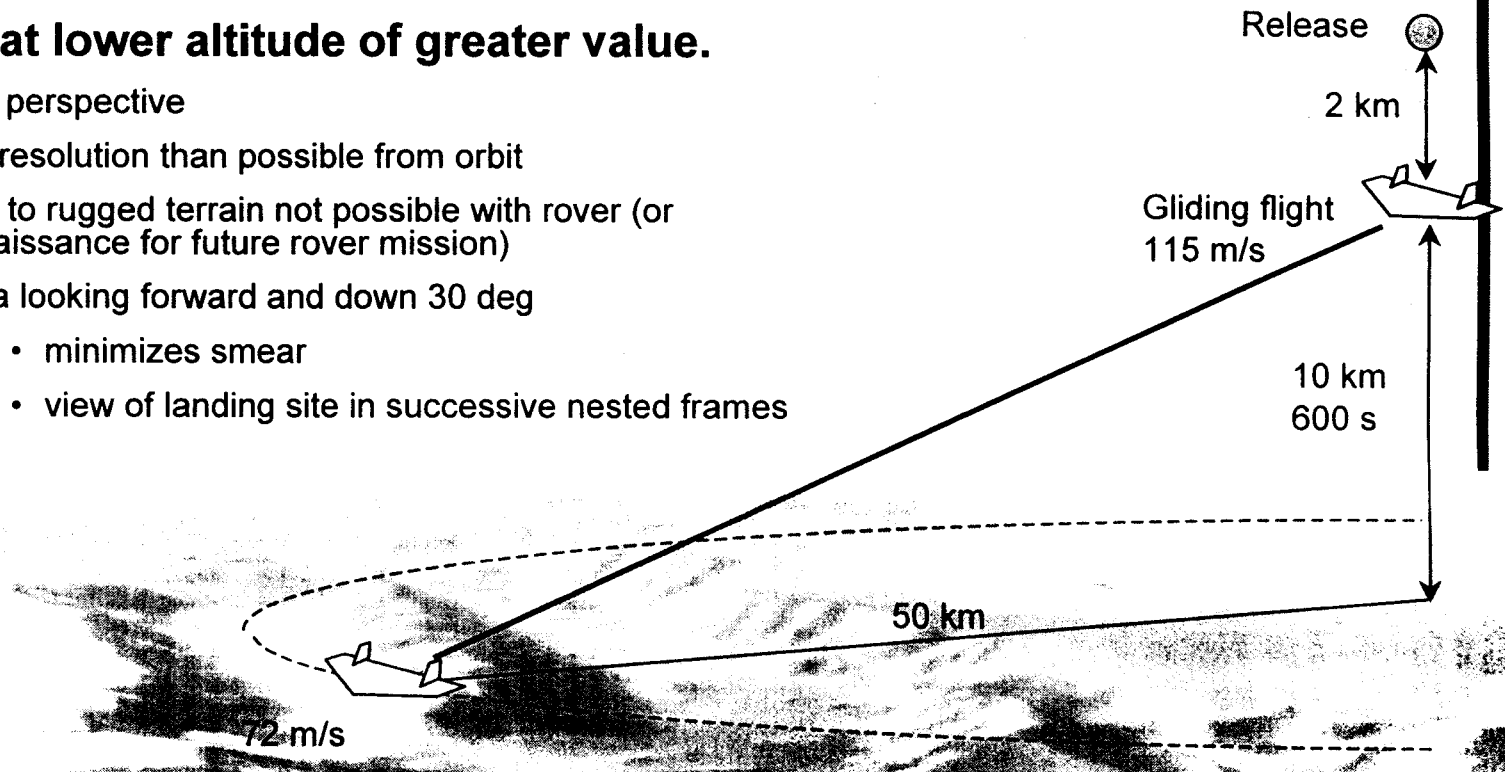 at lower altitude of greater value.
perspective
resolution than possible from orbit
to rugged terrain not possible with rover (or
aissance for future rover mission)
a looking forward and down 30 deg
• minimizes smear
• view of landing site in successive nested frames
Release
2 km
Gliding flight
115 m/s
10 km
600 s
50 km
72 m/s